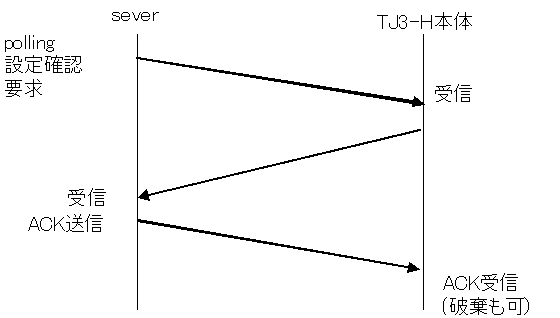 sever
TJ3-H本体
polling
設定確認
要求
受信
受信
ACK送信
ACK受信
(破棄も可)